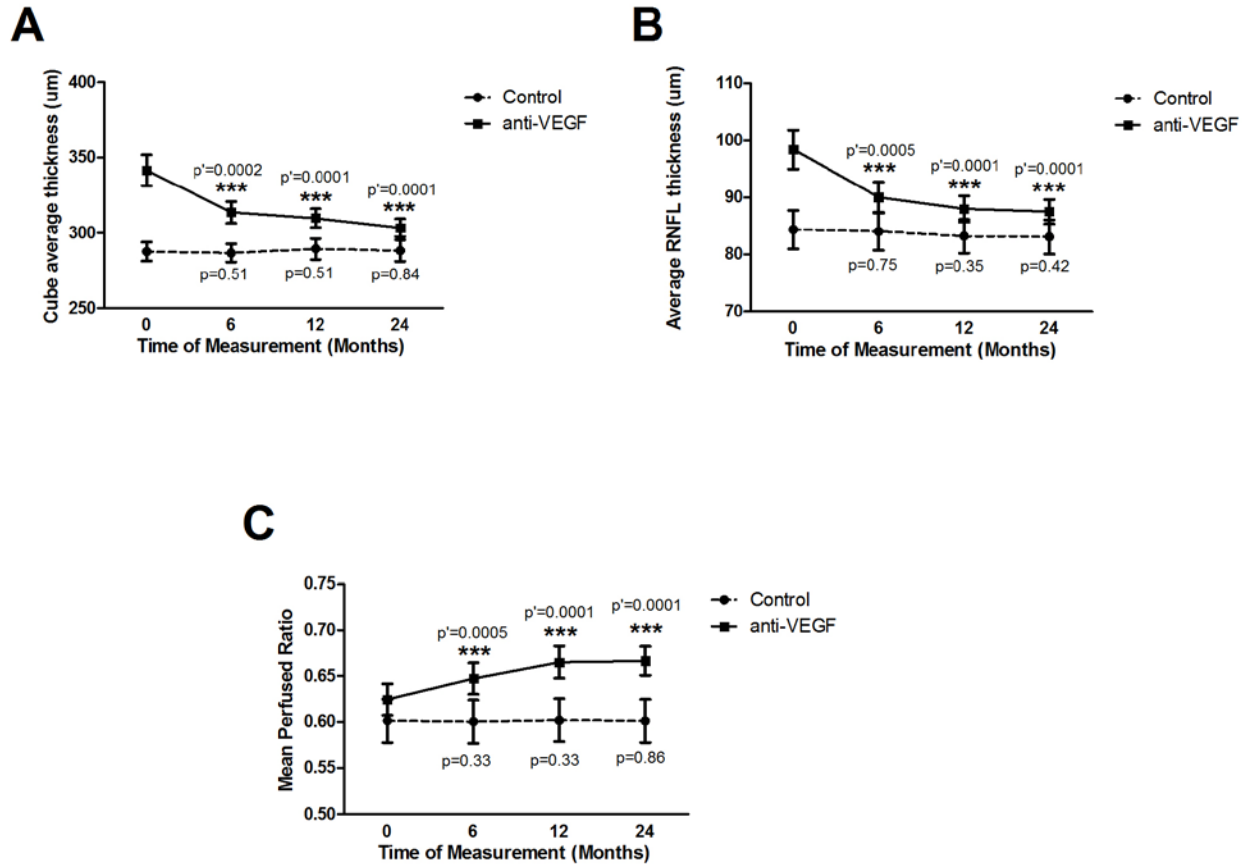 A
Cube average thickness (um)
400
350
300
250
p'=0.0002
***
p'=0.0001
***
p'=0.0001
***
p=0.51
p=0.51
p=0.84
0
6
12
24
Time of Measurement (Months)
Control
anti-VEGF
B
Average RNFL thickness (um)
110
100
90
80
70
p'=0.0005
***
p'=0.0001
***
p'=0.0001
***
p=0.75
p=0.35
p=0.42
0
6
12
24
Time of Measurement (Months)
Control
anti-VEGF
C
Mean Perfused Ratio
0.75
0.70
0.65
0.60
0.55
0.50
p'=0.0005
***
p'=0.0001
***
p'=0.0001
***
p=0.33
p=0.33
p=0.86
0
6
12
24
Time of Measurement (Months)
Control
anti-VEGF